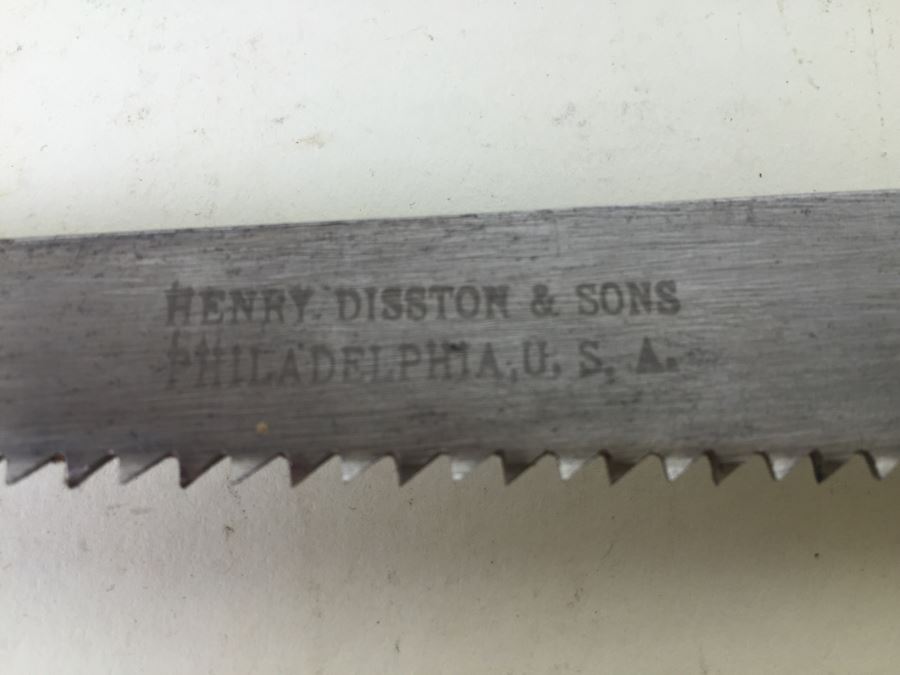 HENRY DISSTON & SONS
PHILADELPHIA, U. S. A.